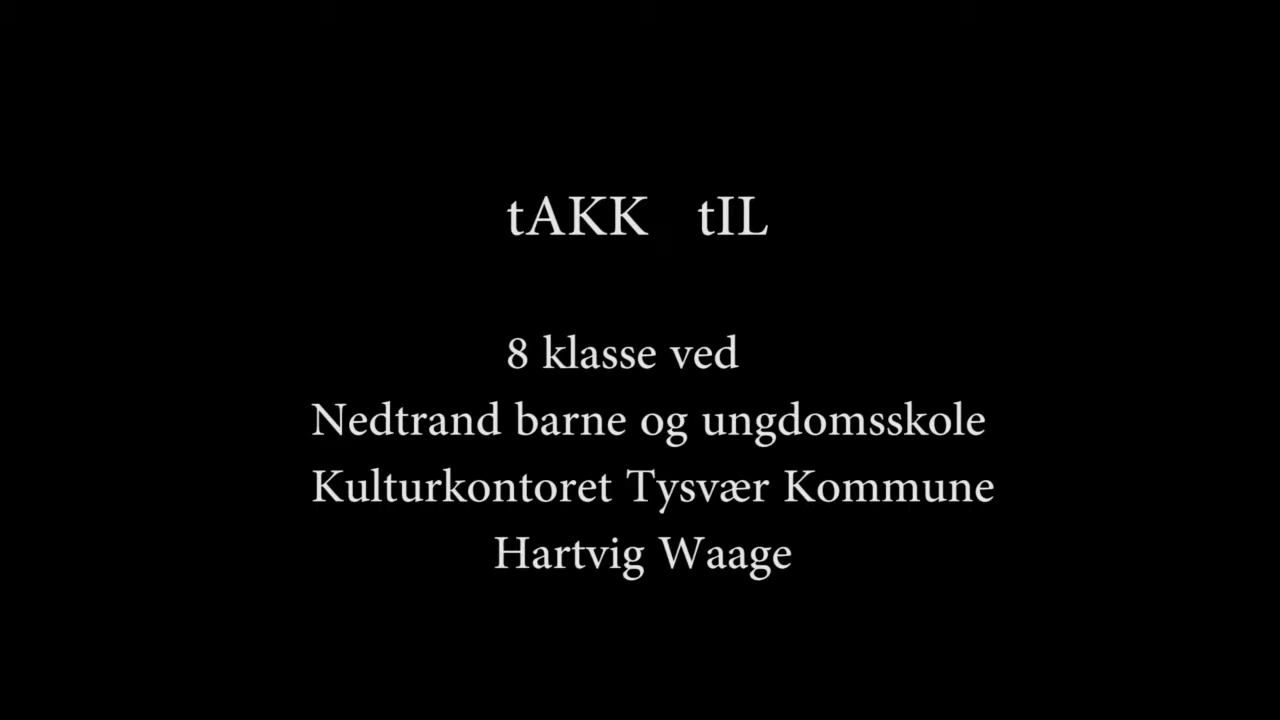 tAKK tIL
8 klasse ved
Nedtrand barne og ungdomsskole
Kulturkontoret Tysvær Kommune
Hartvig Waage